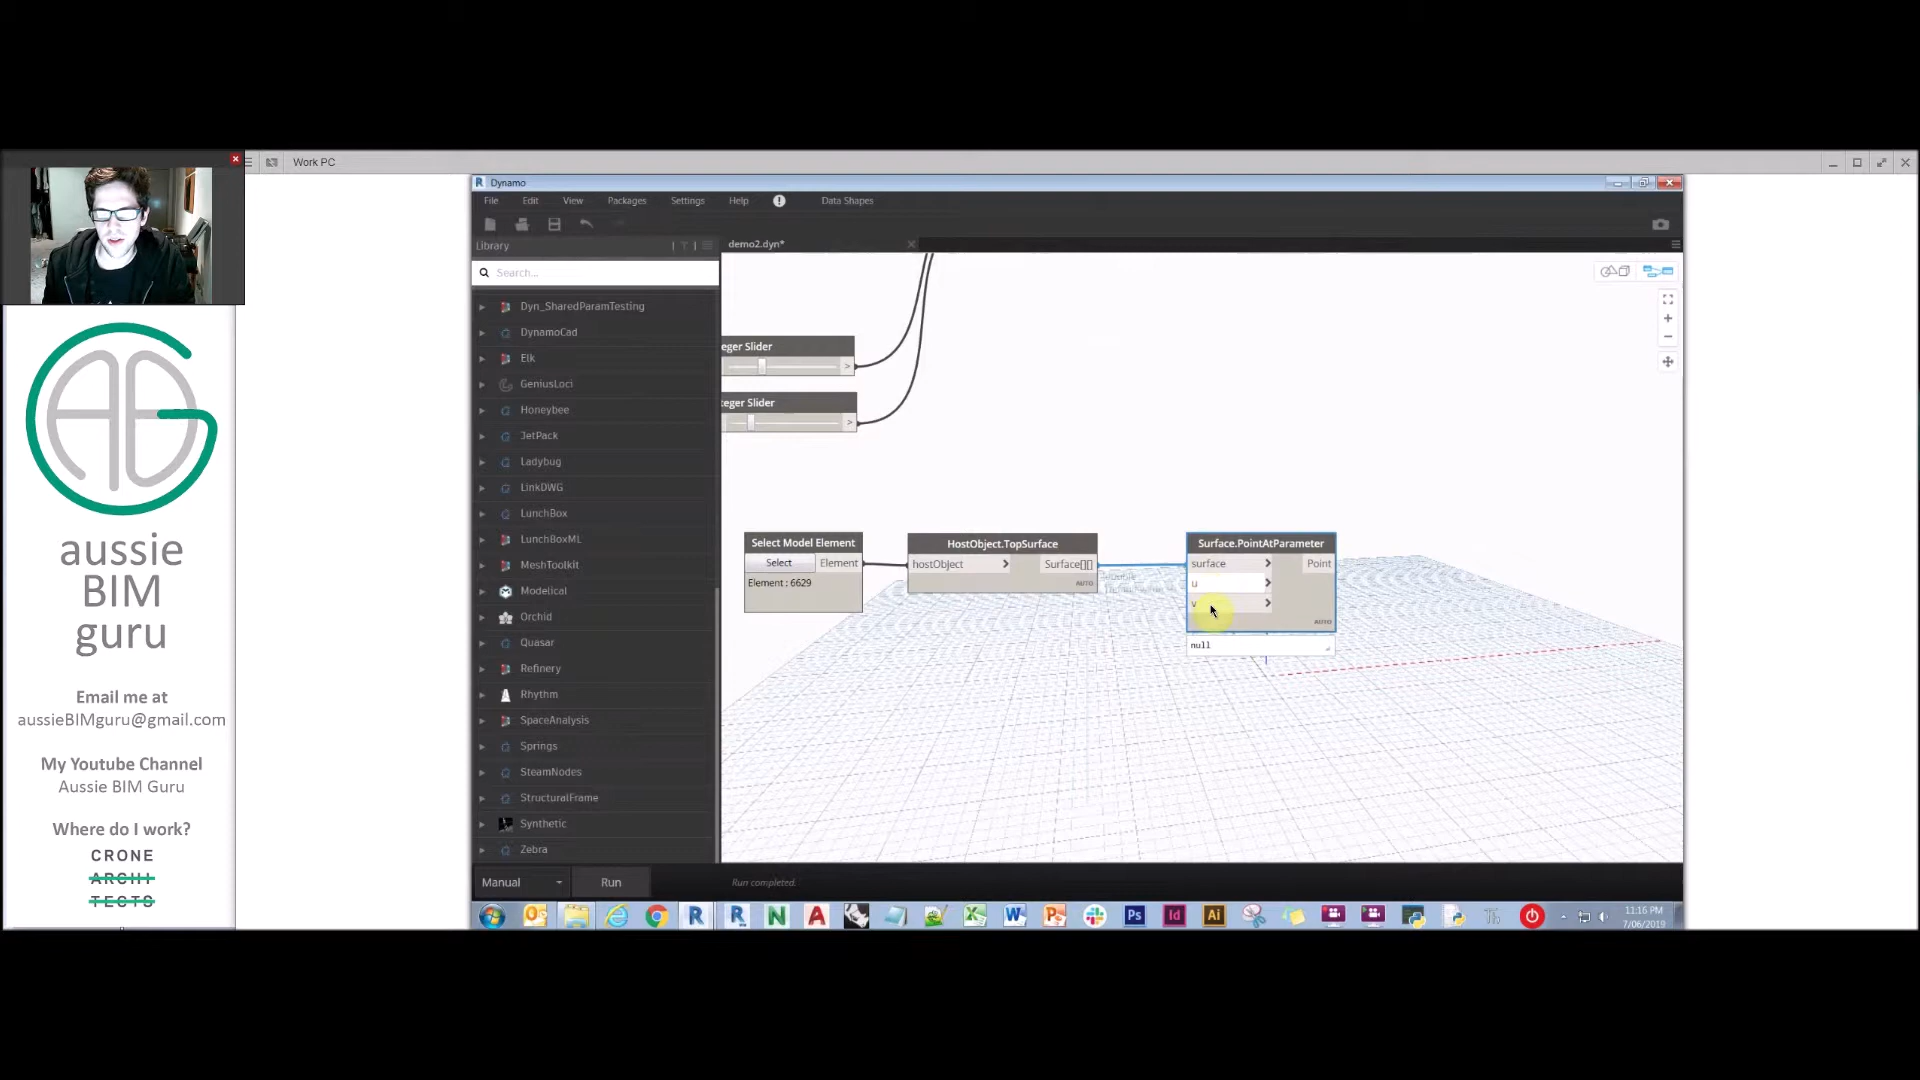 Work PC
Dynamo
File Edit View Packages Settings Help Data Shapes
Library
demo2.dyn*
Search...
Dyn_SharedParamTesting
DynamoCad
Elk
GeniusLoci
Honeybee
JetPack
Ladybug
LinkDWG
LunchBox
LunchBoxML
MeshToolkit
Modelical
Orchid
Quasar
Refinery
Rhythm
SpaceAnalysis
Springs
SteamNodes
StructuralFrame
Synthetic
Zebra
eger Slider
>
teger Slider
>
Select Model Element
Select Element
Element : 6629
HostObject.TopSurface
hostObject > Surface[][]
AUTO
Surface.PointAtParameter
surface > Point
u >
v >
AUTO
null
Manual Run Run completed.
11:16 PM
7/06/2019
aussie
BIM
guru
Email me at
aussieBIMguru@gmail.com
My Youtube Channel
Aussie BIM Guru
Where do I work?
CRONE
ARCHI
TECTS